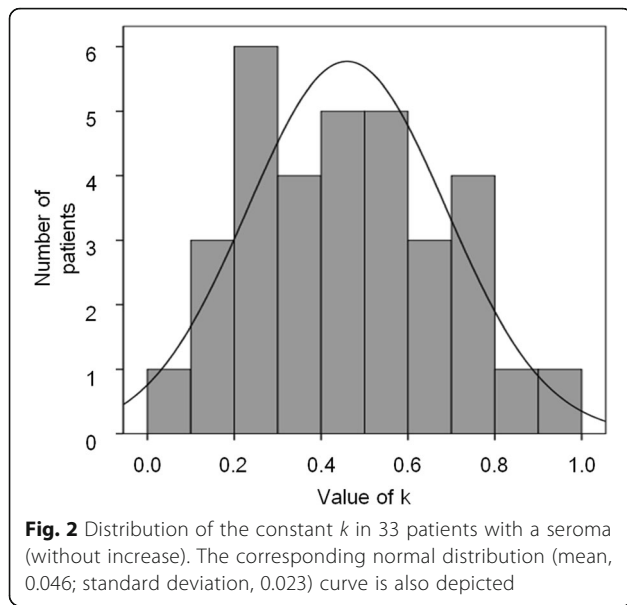 6
5
4
3
2
1
0
Number of
patients
0.0 0.2 0.4 0.6 0.8 1.0
Value of k
Fig. 2 Distribution of the constant k in 33 patients with a seroma
(without increase). The corresponding normal distribution (mean,
0.046; standard deviation, 0.023) curve is also depicted